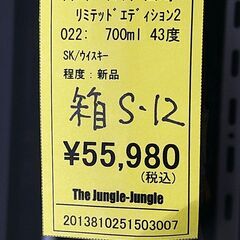 リミテッドエディション2
022: 700ml 43度
SK/ウイスキー
程度：新品
箱 S-12
¥55,980
(税込)
The Jungle-Jungle
2013810251503007